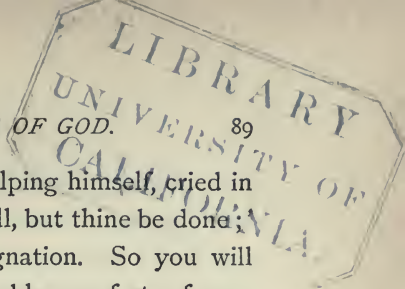 LIBRARY
UNIVERSITY OF
CALIFORNIA.
OF GOD. 89
elping himself, cried in
ll, but thine be done;'
gnation. So you will